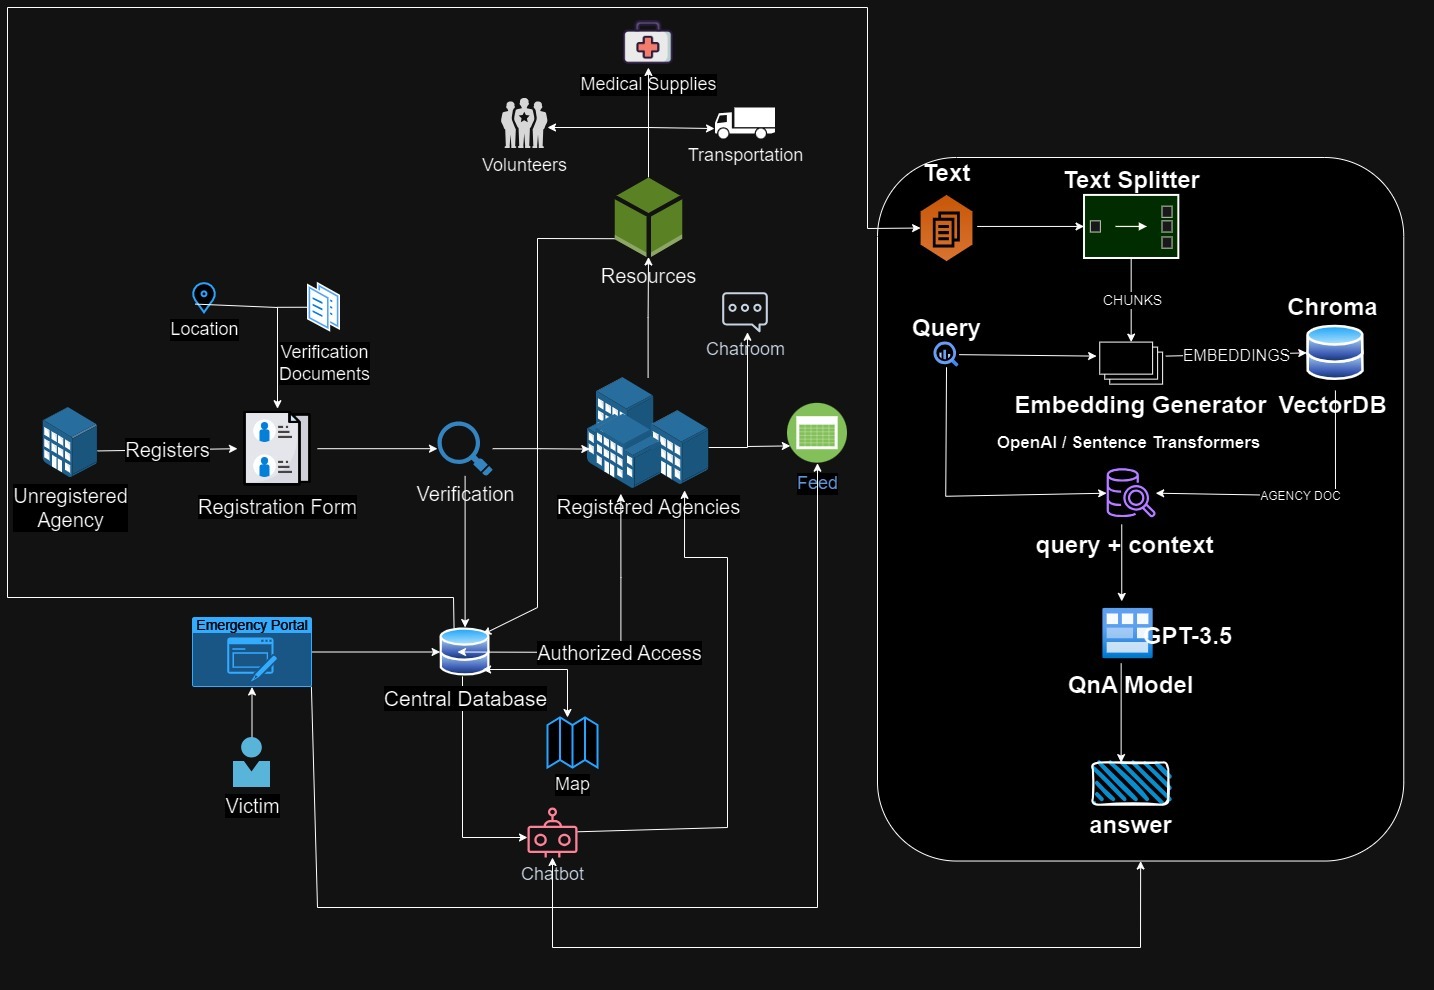 Medical Supplies
Volunteers
Transportation
Text
Text Splitter
Resources
CHUNKS
Location
Chatroom
Query
Chroma
Verification
Documents
EMBEDDINGS
Embedding Generator
VectorDB
OpenAI / Sentence Transformers
Registers
Unregistered
Agency
Registration Form
Verification
Registered Agencies
Feed
AGENCY DOC
query + context
Emergency Portal
Authorized Access
GPT-3.5
Central Database
QnA Model
Map
Victim
Chatbot
answer